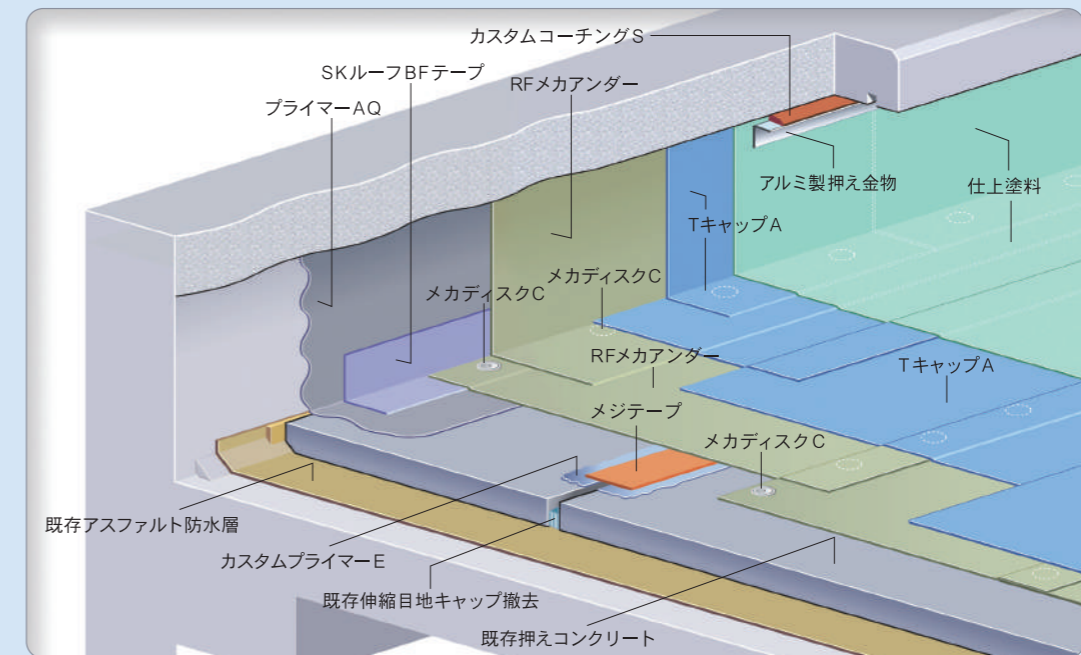 カスタムコーチングS
SKルーフBFテープ
RFメカアンダー
プライマーAQ
アルミ製押え金物
仕上塗料
TキャップA
メカディスクC
メカディスクC
RFメカアンダー
TキャップA
メジテープ
メカディスクC
既存アスファルト防水層
カスタムプライマーE
既存伸縮目地キャップ撤去
既存押えコンクリート